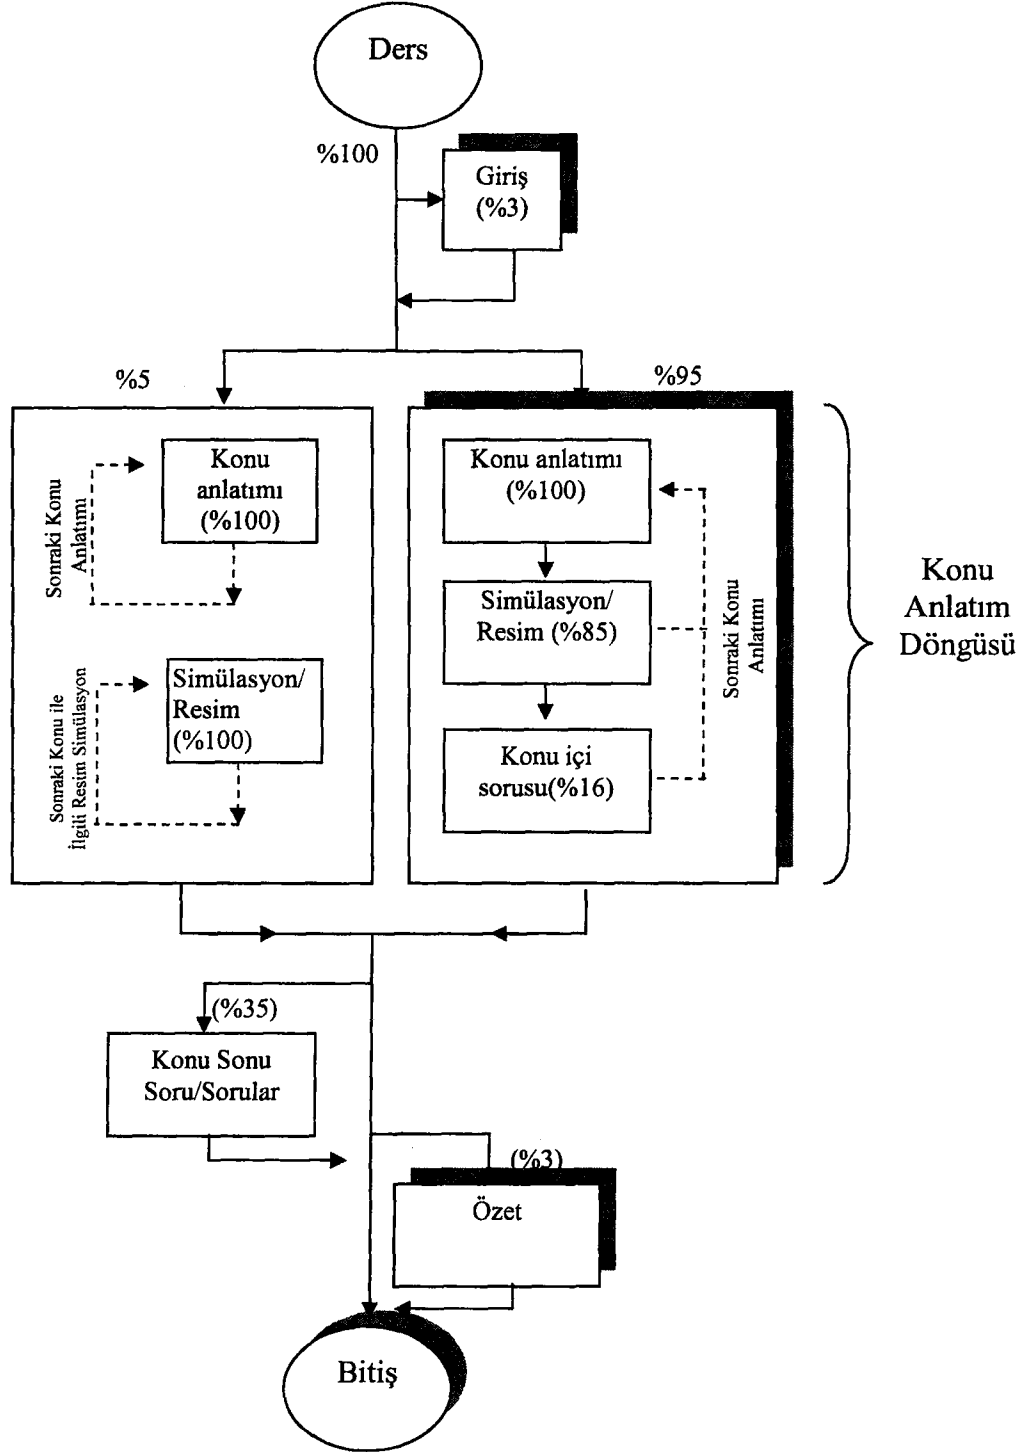 Ders
%100
Giriş
(%3)
%5
%95
Konu
anlatımı
(%100)
Sonraki Konu
Anlatımı
Simülasyon/
Resim
(%100)
Sonraki Konu ile
İlgili Resim Simülasyon
Konu anlatımı
(%100)
Simülasyon/
Resim (%85)
Konu içi
sorusu(%16)
Sonraki Konu
Anlatımı
Konu
Anlatım
Döngüsü
(%35)
Konu Sonu
Soru/Sorular
(%3)
Özet
Bitiş